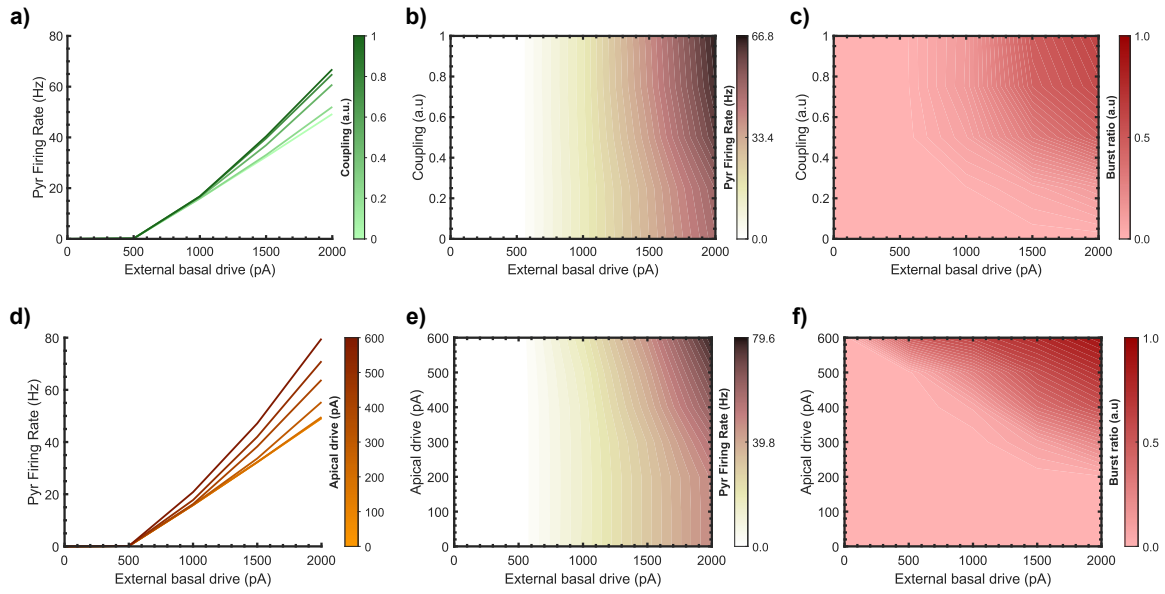 a)
80
60
40
20
0
Pyr Firing Rate (Hz)
0 500 1000 1500 2000
External basal drive (pA)
1
0.8
0.6
0.4
0.2
0
Coupling (a.u.)
b)
1
0.8
0.6
0.4
0.2
0
Coupling (a.u)
0 500 1000 1500 2000
External basal drive (pA)
66.8
33.4
0.0
Pyr Firing Rate (Hz)
c)
1
0.8
0.6
0.4
0.2
0
Coupling (a.u)
0 500 1000 1500 2000
External basal drive (pA)
1.0
0.5
0.0
Burst ratio (a.u)
d)
80
60
40
20
0
Pyr Firing Rate (Hz)
0 500 1000 1500 2000
External basal drive (pA)
600
500
400
300
200
100
0
Apical drive (pA)
e)
600
500
400
300
200
100
0
Apical drive (pA)
0 500 1000 1500 2000
External basal drive (pA)
79.6
39.8
0.0
Pyr Firing Rate (Hz)
f)
600
500
400
300
200
100
0
Apical drive (pA)
0 500 1000 1500 2000
External basal drive (pA)
1.0
0.5
0.0
Burst ratio (a.u)